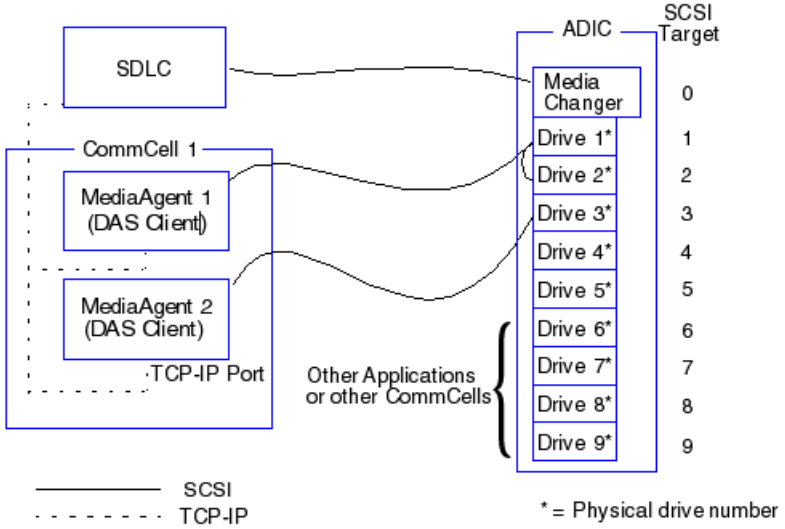 SCSI
Target
ADIC
SDLC
Media
Changer
0
CommCell 1
Drive 1*
1
MediaAgent 1
(DAS Client)
Drive 2*
2
Drive 3*
3
Drive 4*
4
MediaAgent 2
(DAS Client)
Drive 5*
5
Drive 6*
6
TCP-IP Port
Other Applications
or other CommCells
Drive 7*
7
Drive 8*
8
Drive 9*
9
SCSI
TCP-IP
* = Physical drive number